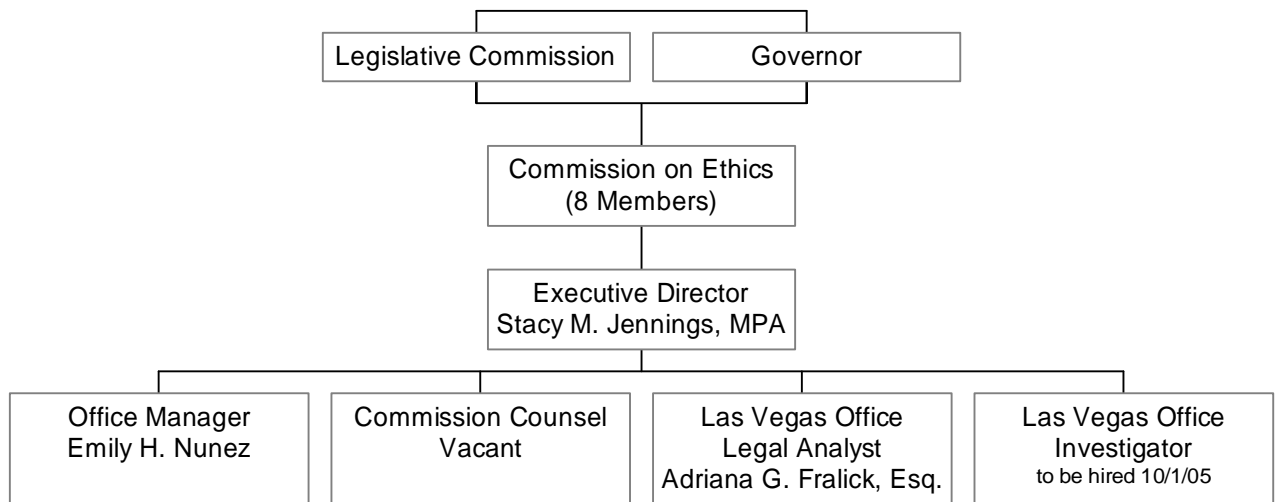 Legislative Commission
Governor
Commission on Ethics
(8 Members)
Executive Director
Stacy M. Jennings, MPA
Office Manager
Emily H. Nunez
Commission Counsel
Vacant
Las Vegas Office
Legal Analyst
Adriana G. Fralick, Esq.
Las Vegas Office
Investigator
to be hired 10/1/05